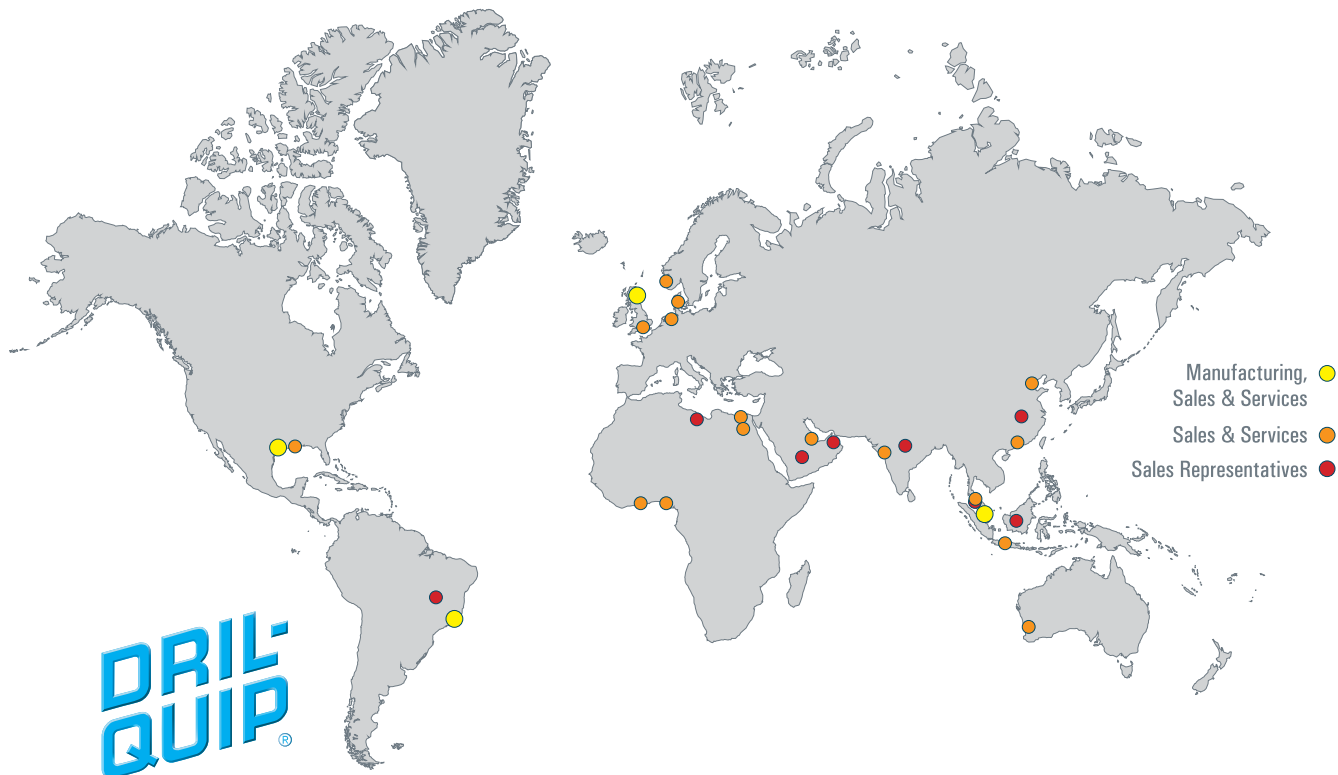 Manufacturing,
Sales & Services
Sales & Services
Sales Representatives
DRIL-
QUIP
®